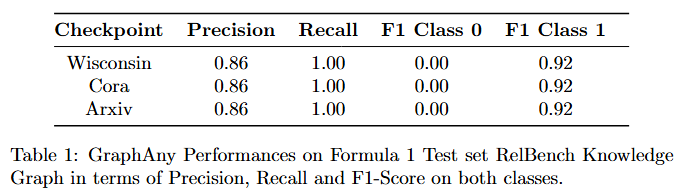 Checkpoint Precision Recall F1 Class 0 F1 Class 1
Wisconsin 0.86 1.00 0.00 0.92
Cora 0.86 1.00 0.00 0.92
Arxiv 0.86 1.00 0.00 0.92
Table 1: GraphAny Performances on Formula 1 Test set RelBench Knowledge
Graph in terms of Precision, Recall and F1-Score on both classes.